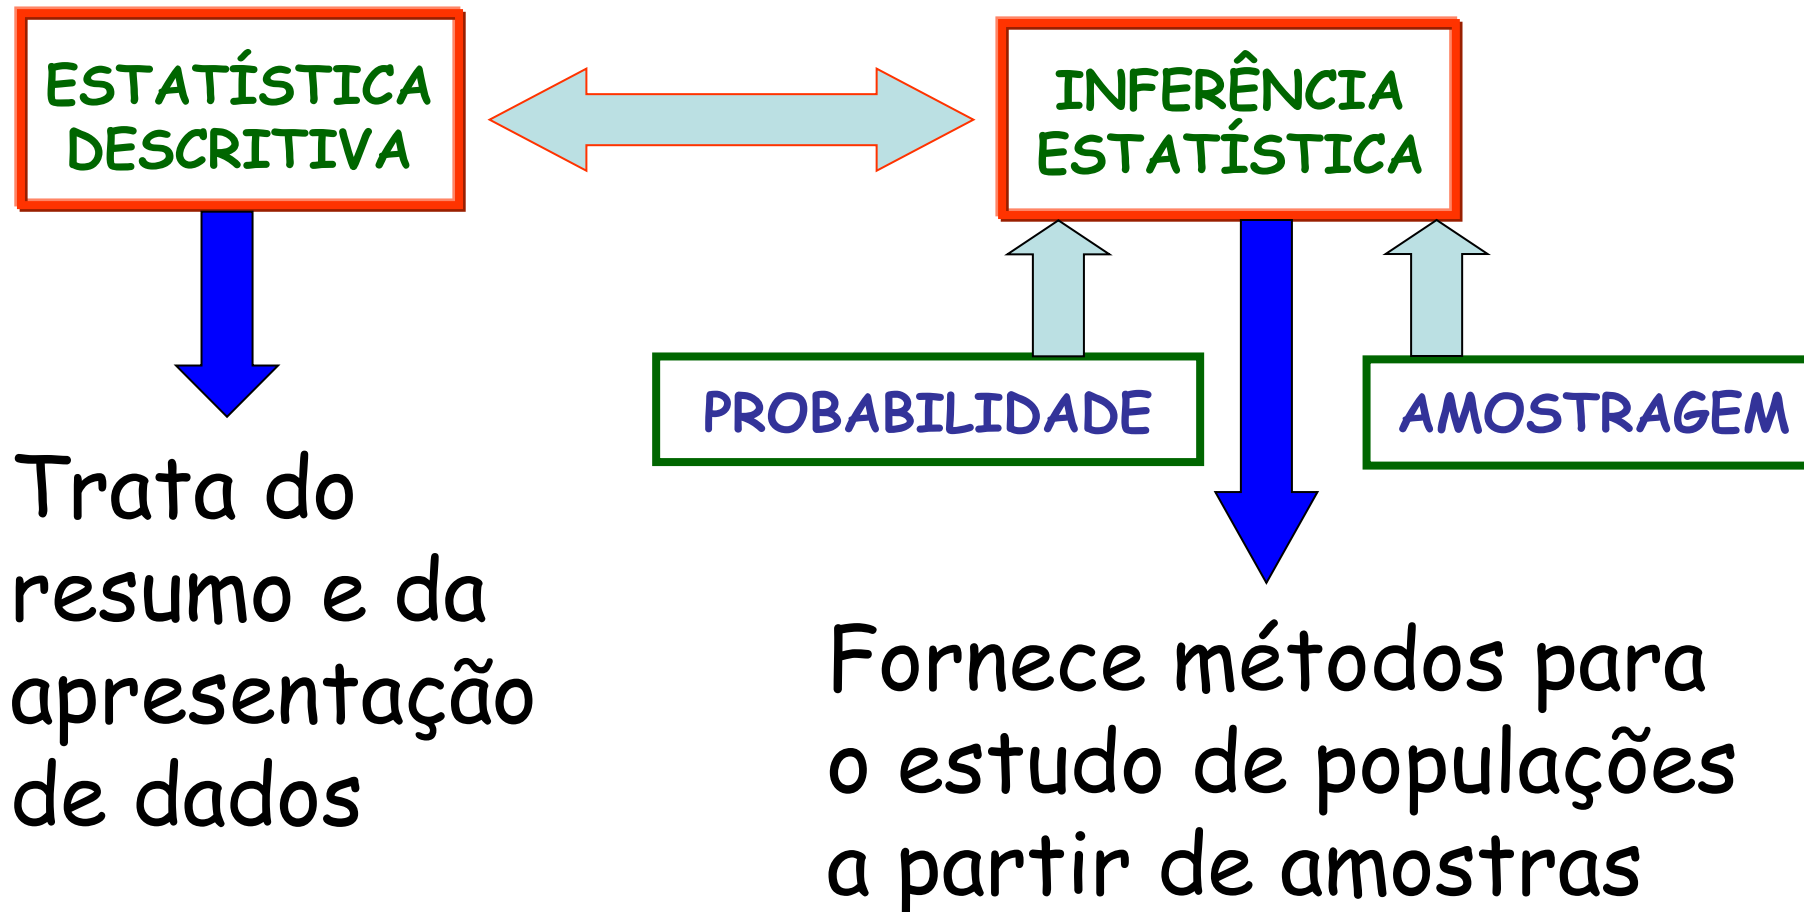 ESTATÍSTICA
DESCRITIVA
INFERÊNCIA
ESTATÍSTICA
PROBABILIDADE
AMOSTRAGEM
Trata do
resumo e da
apresentação
de dados
Fornece métodos para
o estudo de populações
a partir de amostras